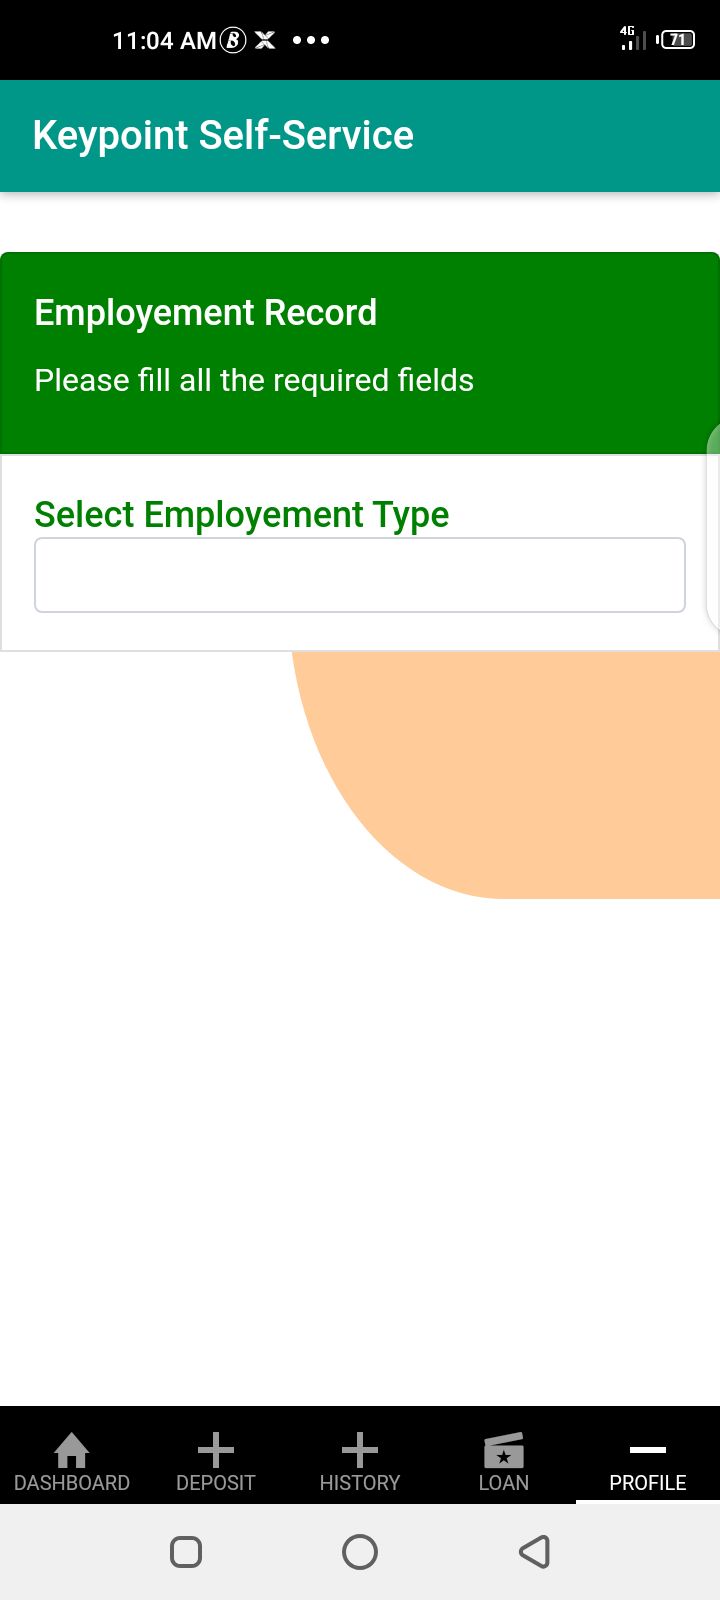 11:04 AM
4G
71
Keypoint Self-Service
Employement Record
Please fill all the required fields
Select Employement Type
DASHBOARD
DEPOSIT
HISTORY
LOAN
PROFILE